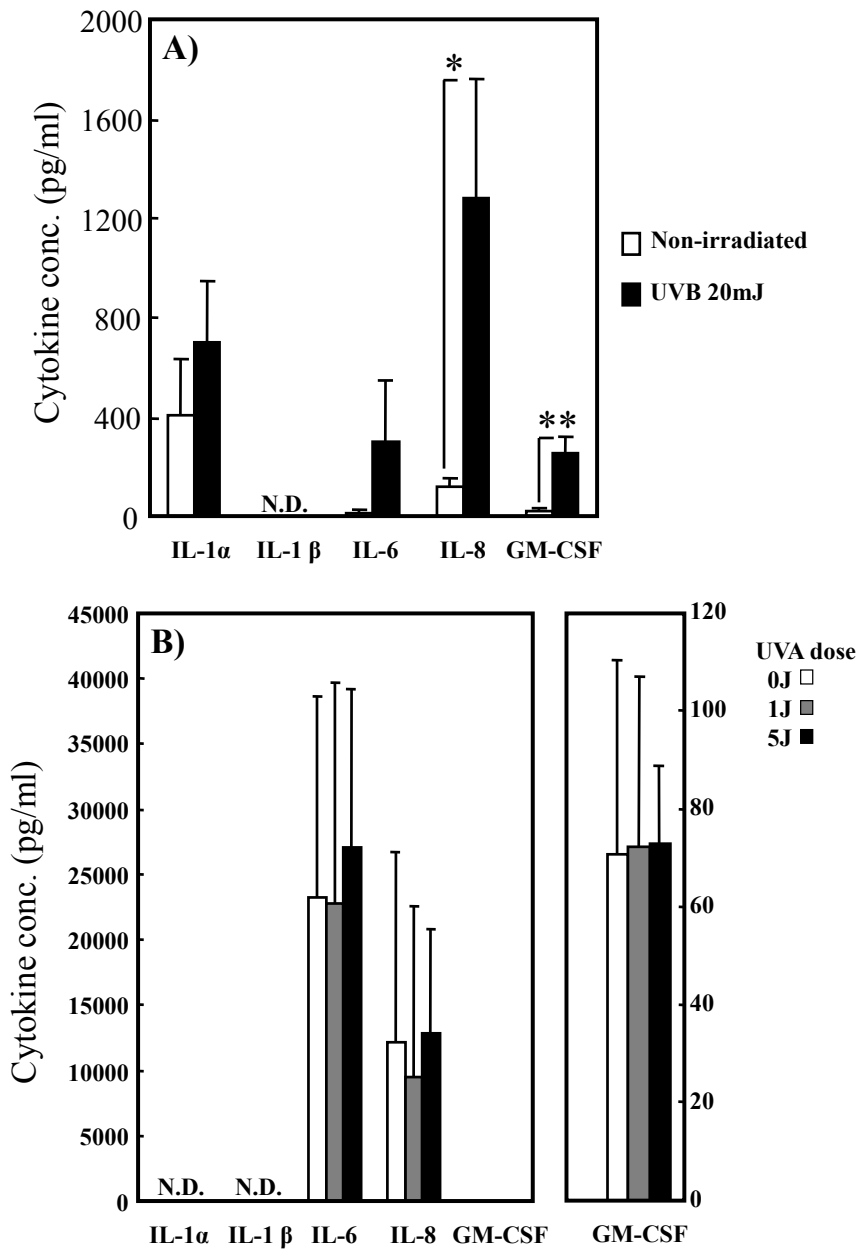 A)
Cytokine conc. (pg/ml)
2000
1600
1200
800
400
0
*
**
N.D.
IL-1α IL-1 β IL-6 IL-8 GM-CSF
Non-irradiated
UVB 20mJ
B)
Cytokine conc. (pg/ml)
45000
40000
35000
30000
25000
20000
15000
10000
5000
0
N.D. N.D.
IL-1α IL-1 β IL-6 IL-8 GM-CSF
120
100
80
60
40
20
0
GM-CSF
UVA dose
0J
1J
5J